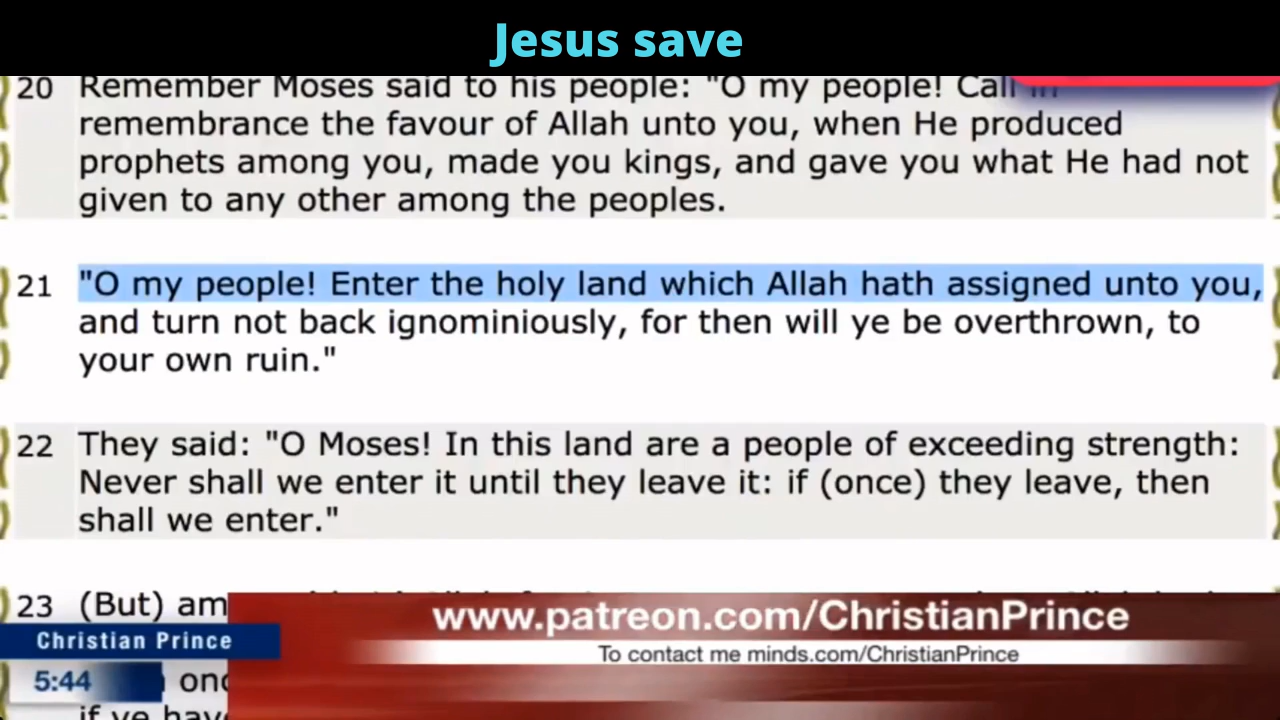 Jesus save
20 Remember Moses said to his people: "O my people! Call in
remembrance the favour of Allah unto you, when He produced
prophets among you, made you kings, and gave you what He had not
given to any other among the peoples.
21 "O my people! Enter the holy land which Allah hath assigned unto you,
and turn not back ignominiously, for then will ye be overthrown, to
your own ruin."
22 They said: "O Moses! In this land are a people of exceeding strength:
Never shall we enter it until they leave it: if (once) they leave, then
shall we enter."
23 (But)
www.patreon.com/ChristianPrince
Christian Prince
To contact me minds.com/ChristianPrince
5:44
if ye